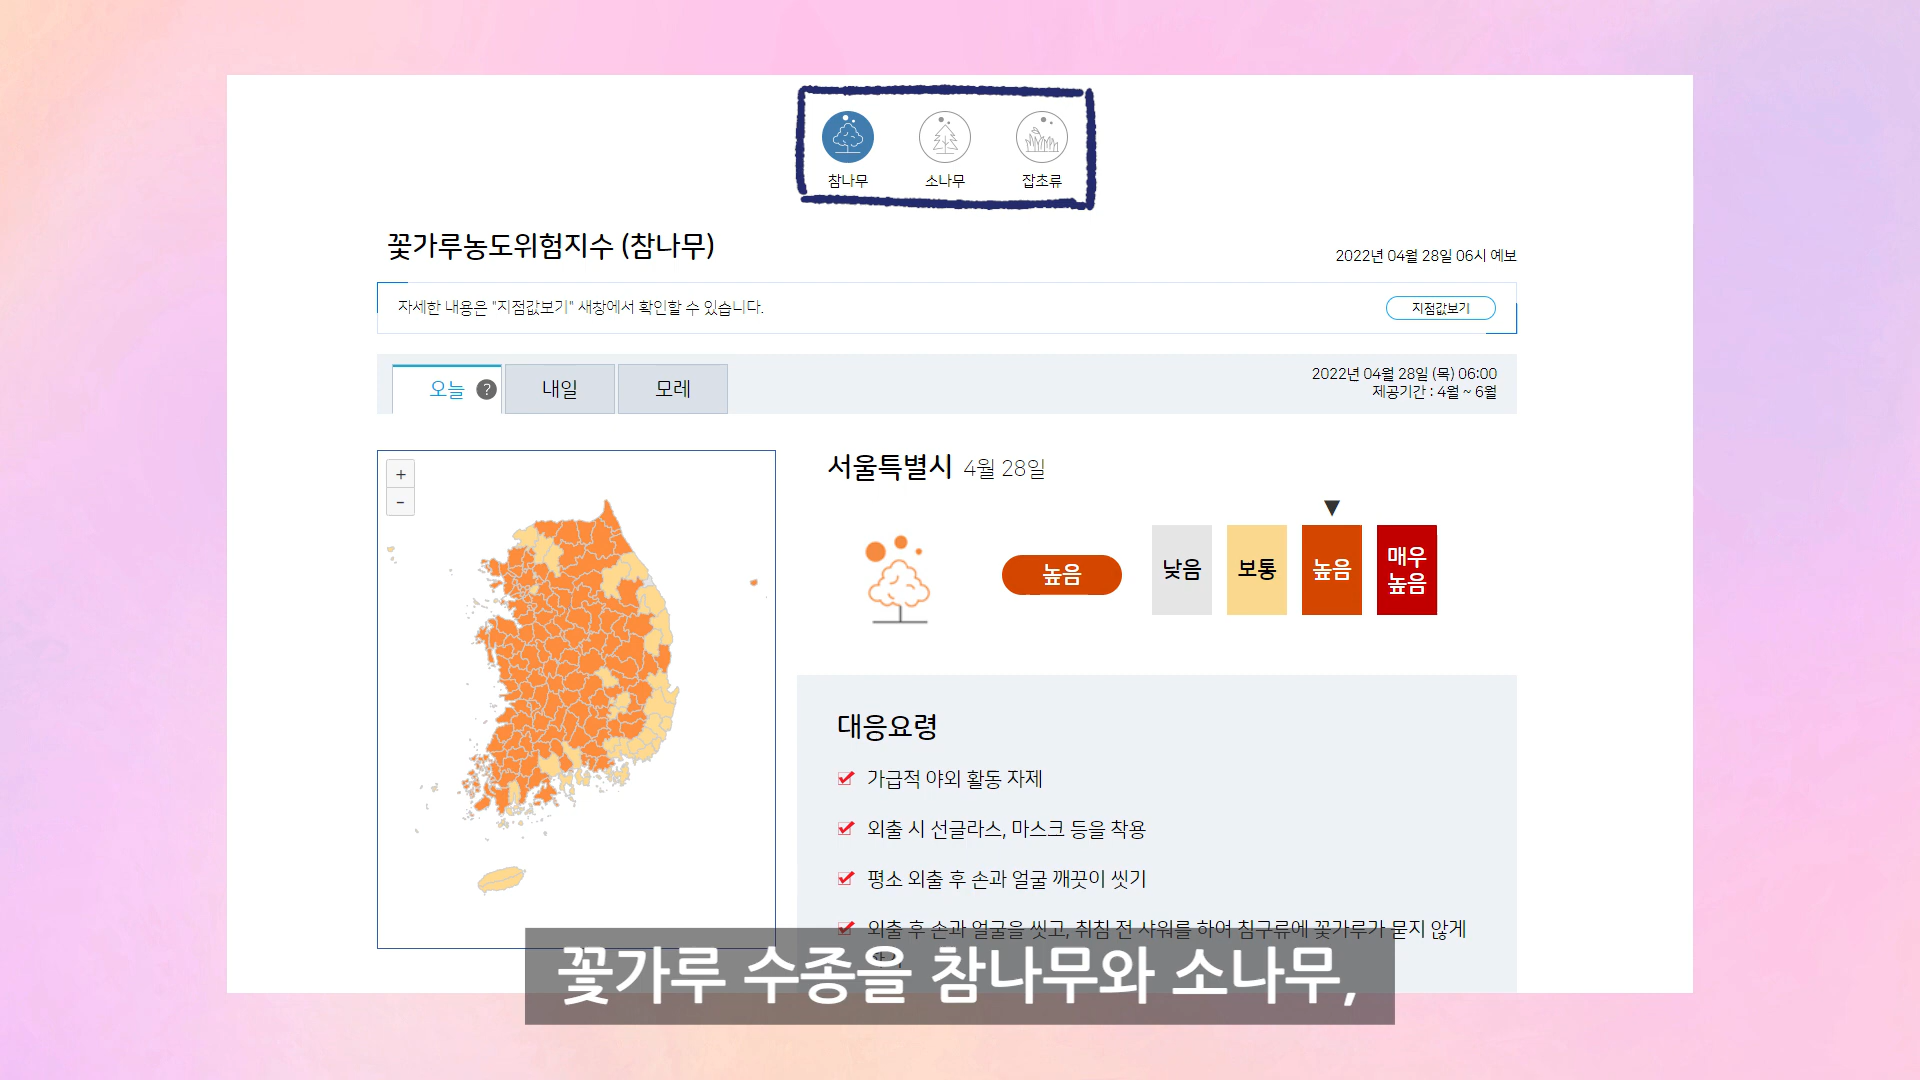 참나무 소나무 잡초류
꽃가루농도위험지수 (참나무)
2022년 04월 28일 06시 예보
자세한 내용은 "지점값보기" 새창에서 확인할 수 있습니다.
지점값보기
오늘 ? 내일 모레
2022년 04월 28일 (목) 06:00
제공기간 : 4월 ~ 6월
+
−
서울특별시 4월 28일
▼
높음
낮음 보통 높음 매우
높음
대응요령
가급적 야외 활동 자제
외출 시 선글라스, 마스크 등을 착용
평소 외출 후 손과 얼굴 깨끗이 씻기
외출 후 손과 얼굴을 씻고, 취침 전 샤워를 하여 침구류에 꽃가루가 묻지 않게
꽃가루 수종을 참나무와 소나무,